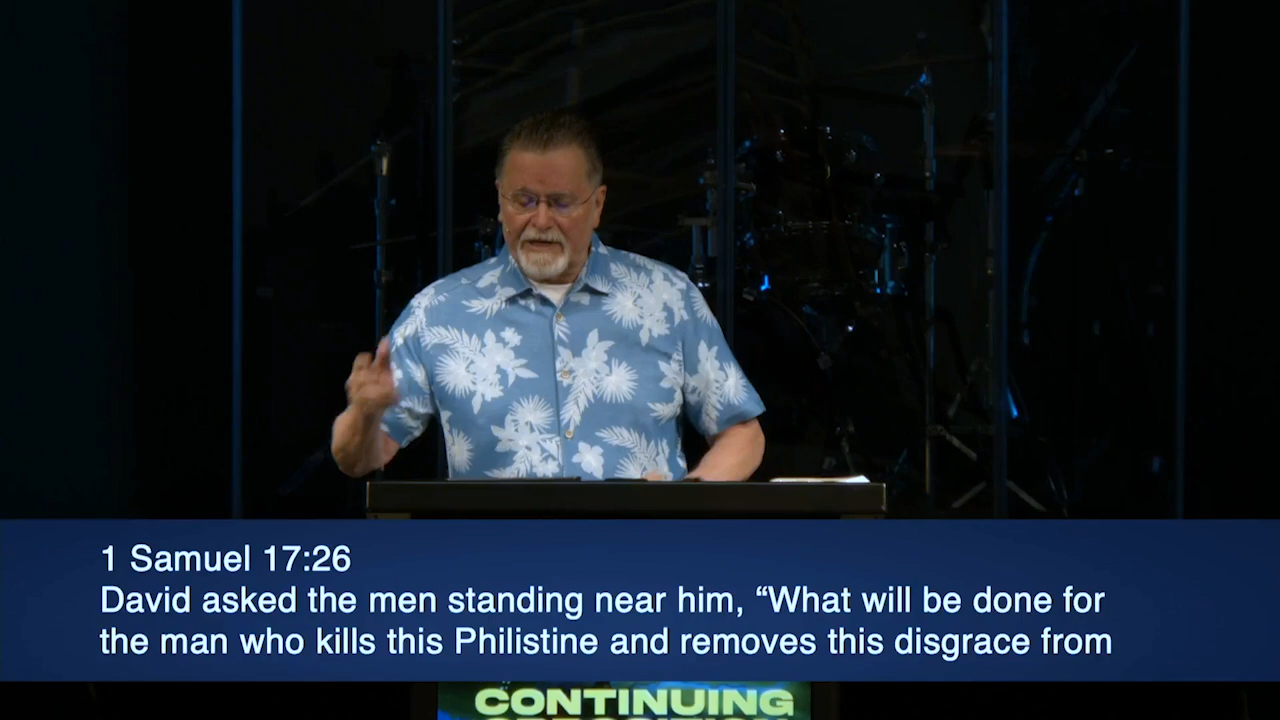 1 Samuel 17:26
David asked the men standing near him, “What will be done for
the man who kills this Philistine and removes this disgrace from
CONTINUING